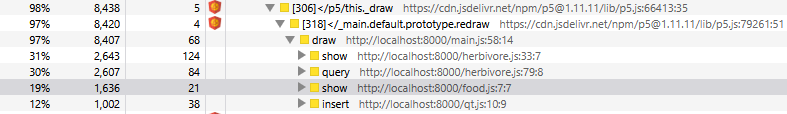 98% 8,438 5 [306]</p5/this._draw https://cdn.jsdelivr.net/npm/p5@1.11.11/lib/p5.js:66413:35
97% 8,420 4 [318]</_main.default.prototype.redraw https://cdn.jsdelivr.net/npm/p5@1.11.11/lib/p5.js:79261:51
97% 8,407 68 draw http://localhost:8000/main.js:58:14
31% 2,643 124 show http://localhost:8000/herbivore.js:33:7
30% 2,607 84 query http://localhost:8000/herbivore.js:79:8
19% 1,636 21 show http://localhost:8000/food.js:7:7
12% 1,002 38 insert http://localhost:8000/qt.js:10:9